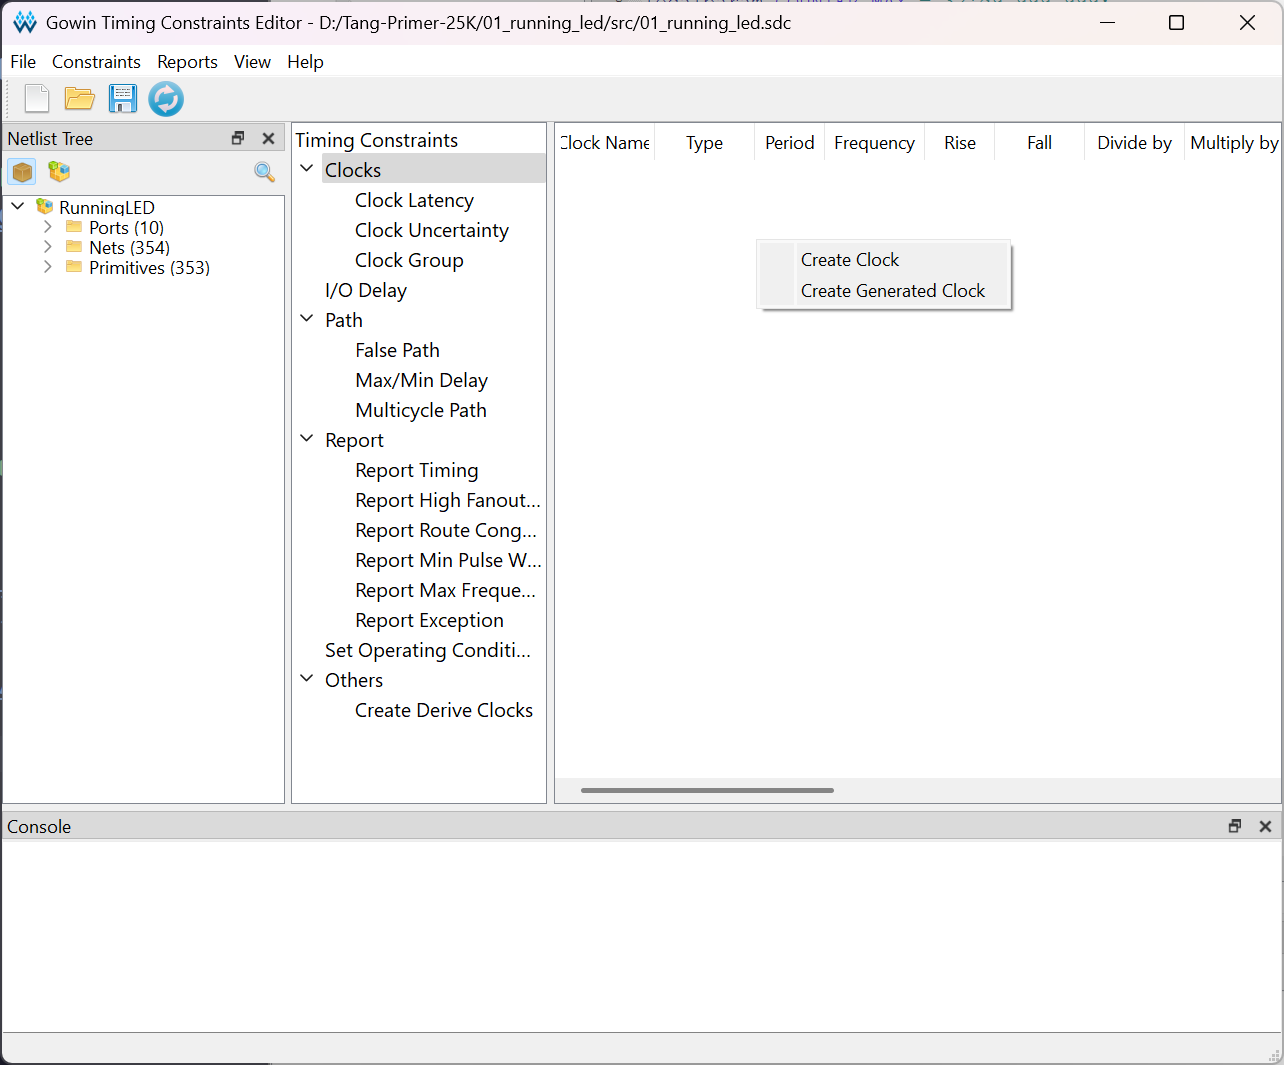 Gowin Timing Constraints Editor - D:/Tang-Primer-25K/01_running_led/src/01_running_led.sdc
File Constraints Reports View Help
Netlist Tree
RunningLED
Ports (10)
Nets (354)
Primitives (353)
Timing Constraints
Clocks
Clock Latency
Clock Uncertainty
Clock Group
I/O Delay
Path
False Path
Max/Min Delay
Multicycle Path
Report
Report Timing
Report High Fanout...
Report Route Cong...
Report Min Pulse W...
Report Max Freque...
Report Exception
Set Operating Conditi...
Others
Create Derive Clocks
Clock Name Type Period Frequency Rise Fall Divide by Multiply by
Create Clock
Create Generated Clock
Console